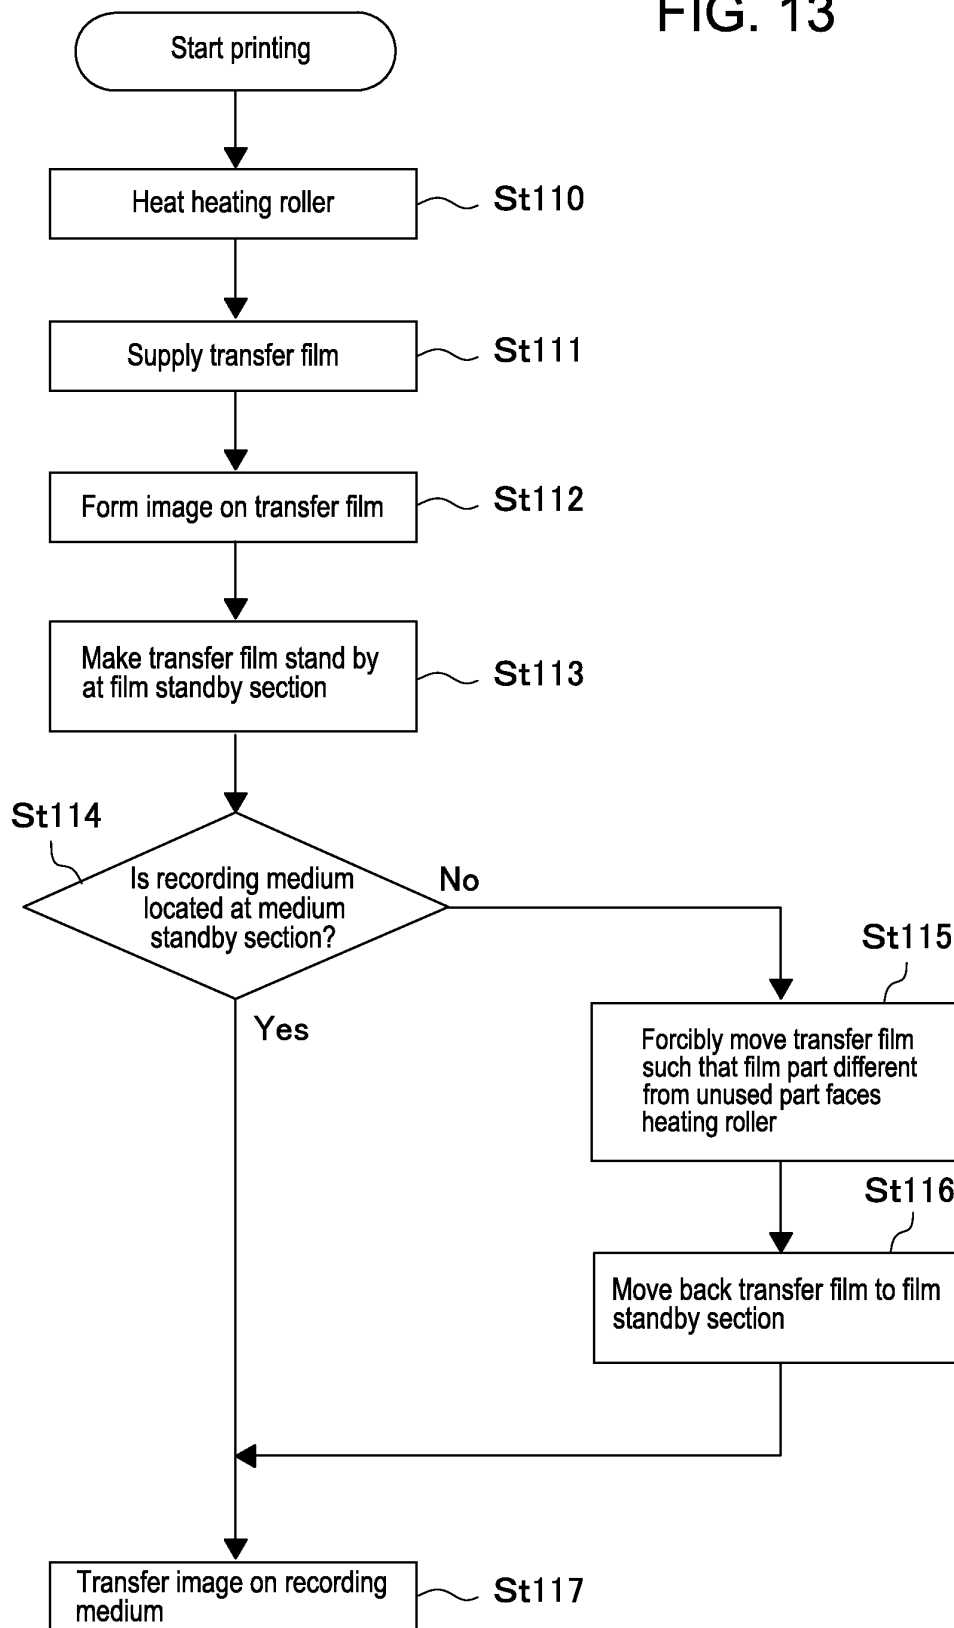 FIG. 13
Start printing
Heat heating roller
St110
Supply transfer film
St111
Form image on transfer film
St112
Make transfer film stand by
at film standby section
St113
St114
Is recording medium
located at medium
standby section?
No
Yes
St115
Forcibly move transfer film
such that film part different
from unused part faces
heating roller
St116
Move back transfer film to film
standby section
Transfer image on recording
medium
St117